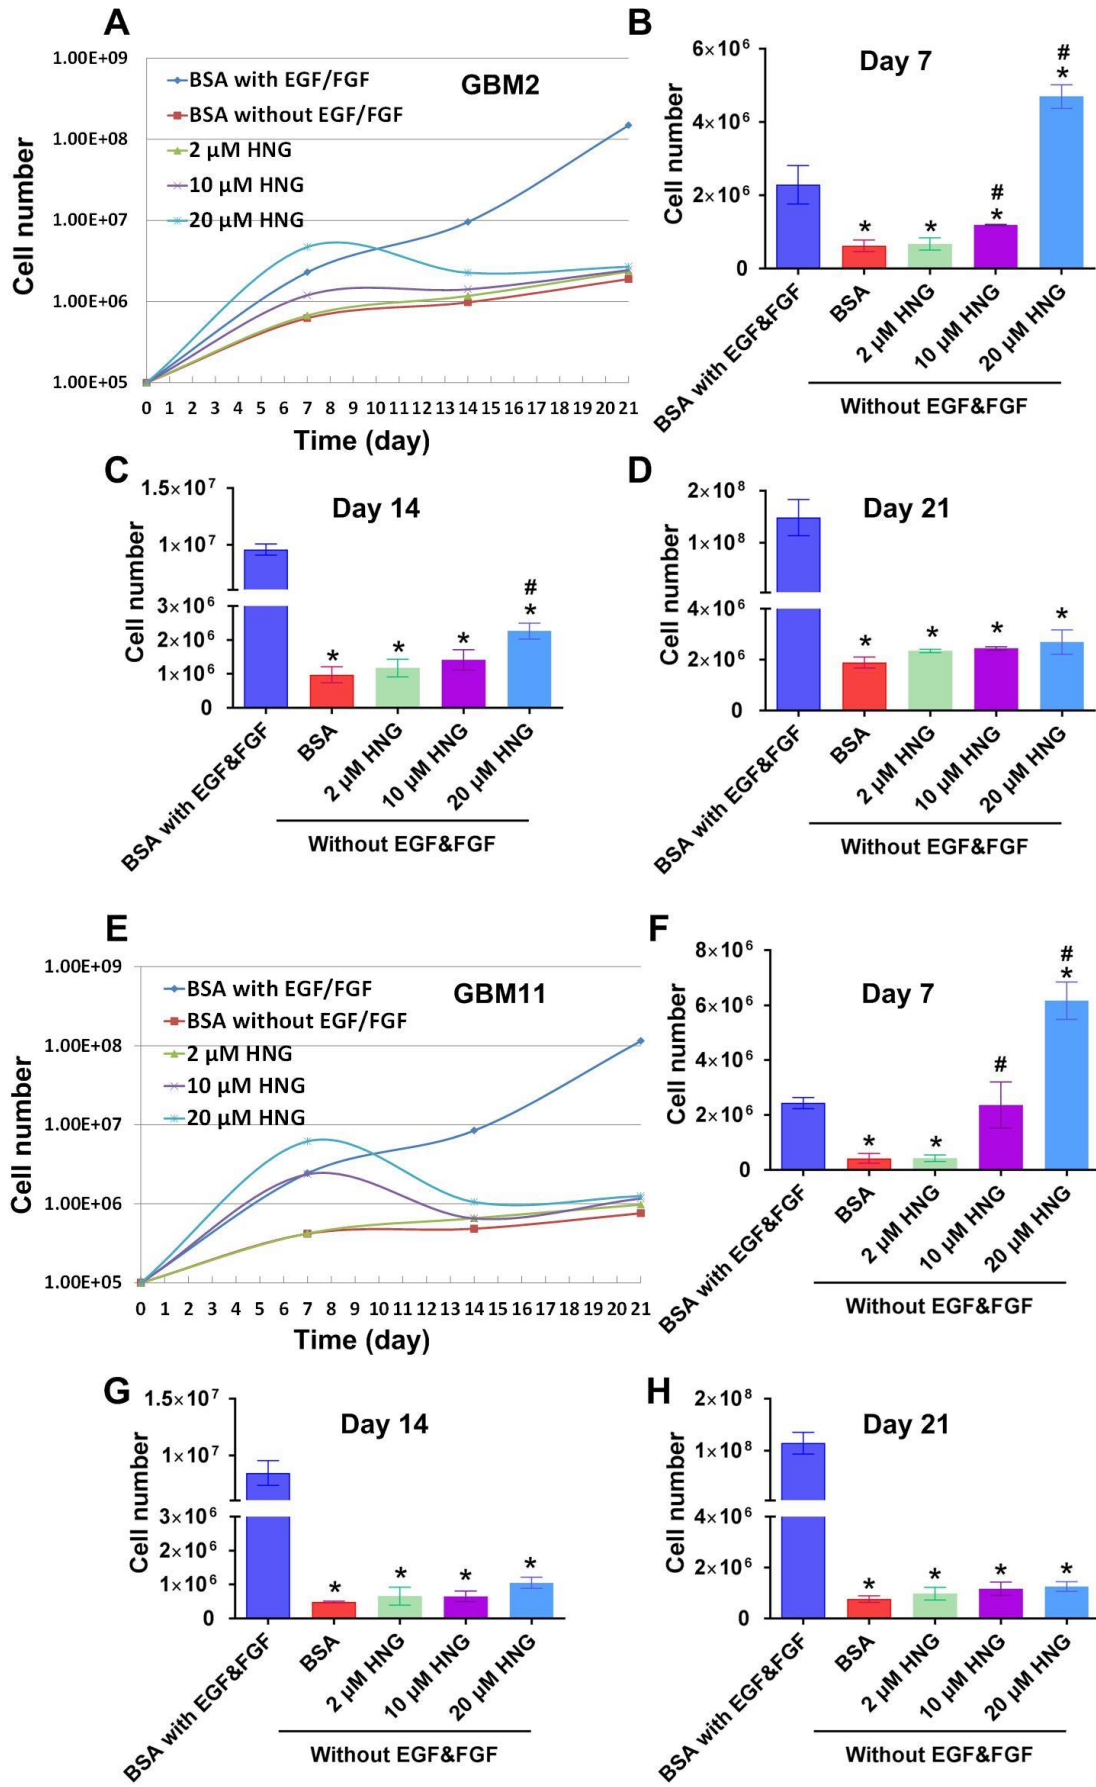 A
GBM2
1.00E+09
1.00E+08
1.00E+07
1.00E+06
1.00E+05
Cell number
BSA with EGF/FGF
BSA without EGF/FGF
2 µM HNG
10 µM HNG
20 µM HNG
0 1 2 3 4 5 6 7 8 9 10 11 12 13 14 15 16 17 18 19 20 21
Time (day)
B
Day 7
Cell number
6×10⁶
4×10⁶
2×10⁶
0
* * # * # *
BSA with EGF&FGF
BSA
2 µM HNG
10 µM HNG
20 µM HNG
Without EGF&FGF
C
Day 14
Cell number
1.5×10⁷
1×10⁷
3×10⁶
2×10⁶
1×10⁶
0
* * * # *
BSA with EGF&FGF
BSA
2 µM HNG
10 µM HNG
20 µM HNG
Without EGF&FGF
D
Day 21
Cell number
2×10⁸
1×10⁸
4×10⁶
2×10⁶
0
* * * *
BSA with EGF&FGF
BSA
2 µM HNG
10 µM HNG
20 µM HNG
Without EGF&FGF
E
GBM11
1.00E+09
1.00E+08
1.00E+07
1.00E+06
1.00E+05
Cell number
BSA with EGF/FGF
BSA without EGF/FGF
2 µM HNG
10 µM HNG
20 µM HNG
0 1 2 3 4 5 6 7 8 9 10 11 12 13 14 15 16 17 18 19 20 21
Time (day)
F
Day 7
Cell number
8×10⁶
6×10⁶
4×10⁶
2×10⁶
0
* * # # *
BSA with EGF&FGF
BSA
2 µM HNG
10 µM HNG
20 µM HNG
Without EGF&FGF
G
Day 14
Cell number
1.5×10⁷
1×10⁷
3×10⁶
2×10⁶
1×10⁶
0
* * * *
BSA with EGF&FGF
BSA
2 µM HNG
10 µM HNG
20 µM HNG
Without EGF&FGF
H
Day 21
Cell number
2×10⁸
1×10⁸
4×10⁶
2×10⁶
0
* * * *
BSA with EGF&FGF
BSA
2 µM HNG
10 µM HNG
20 µM HNG
Without EGF&FGF